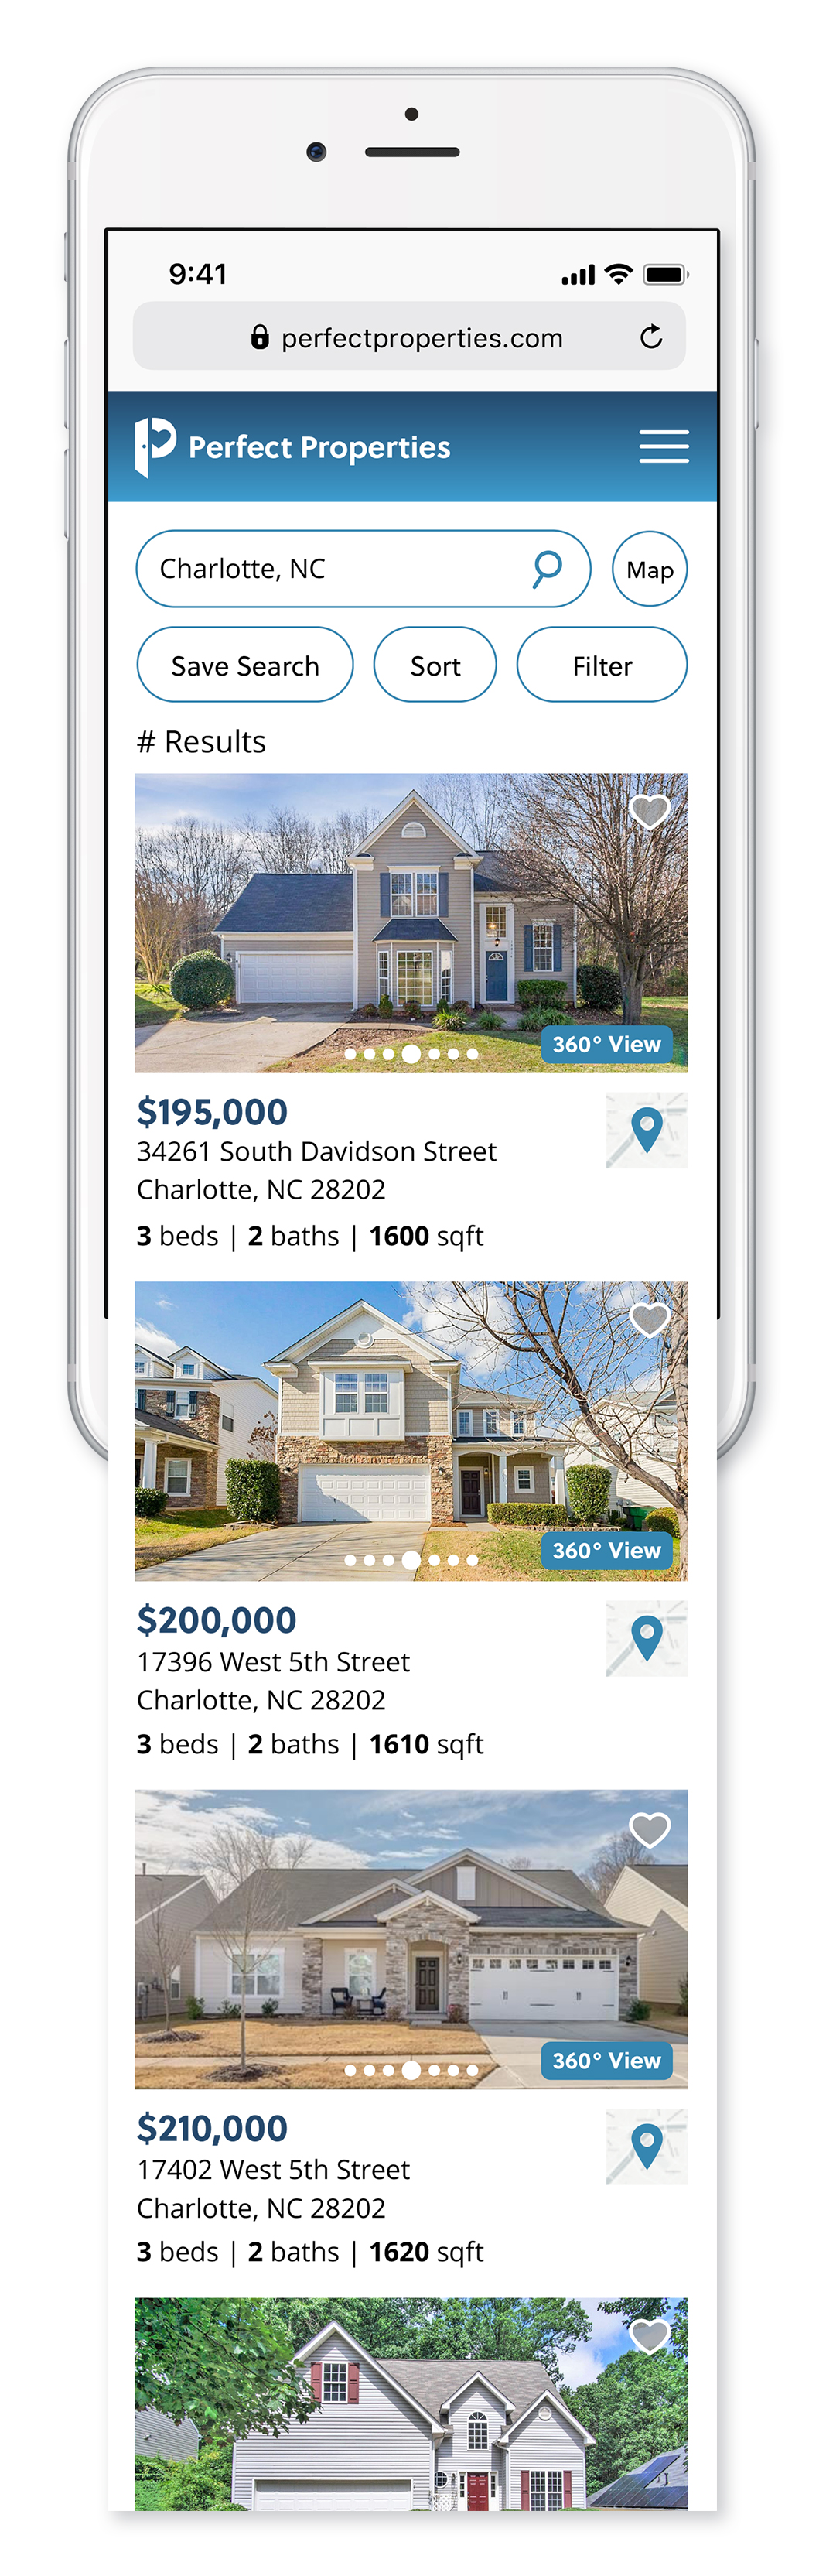 9:41
perfectproperties.com
Perfect Properties
Charlotte, NC
Map
Save Search
Sort
Filter
# Results
360° View
$195,000
34261 South Davidson Street
Charlotte, NC 28202
3 beds | 2 baths | 1600 sqft
360° View
$200,000
17396 West 5th Street
Charlotte, NC 28202
3 beds | 2 baths | 1610 sqft
360° View
$210,000
17402 West 5th Street
Charlotte, NC 28202
3 beds | 2 baths | 1620 sqft